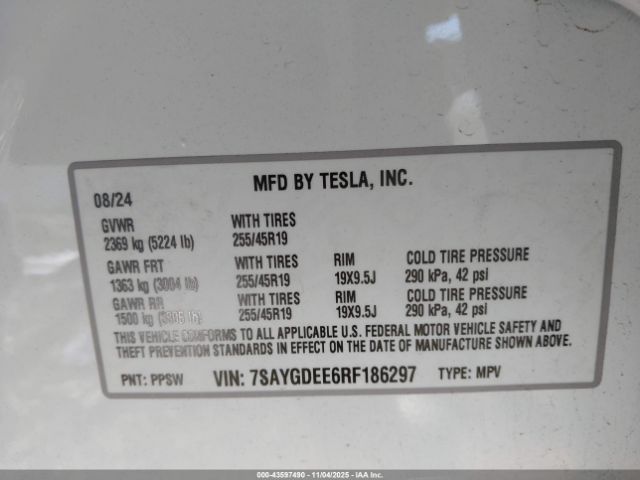 MFD BY TESLA, INC.
08/24
GVWR WITH TIRES
2369 kg (5224 lb) 255/45R19
GAWR FRT WITH TIRES RIM COLD TIRE PRESSURE
1363 kg (3004 lb) 255/45R19 19X9.5J 290 kPa, 42 psi
GAWR RR WITH TIRES RIM COLD TIRE PRESSURE
1500 kg 255/45R19 19X9.5J 290 kPa, 42 psi
THIS VEHICLE COMFORMS TO ALL APPLICABLE U.S. FEDERAL MOTOR VEHICLE SAFETY AND
THEFT PREVENTION STANDARDS IN EFFECT ON THE DATE OF MANUFACTURE SHOWN ABOVE.
PNT: PPSW VIN: 7SAYGDEE6RF186297 TYPE: MPV
000-43597490 - 11/04/2025 - IAA Inc.